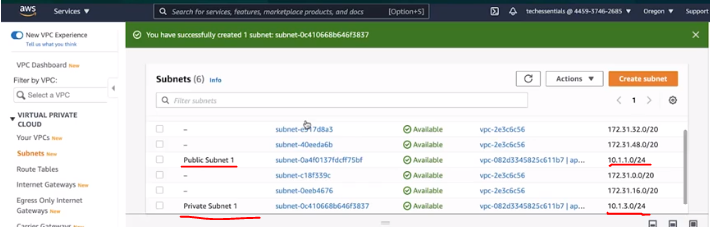 aws Services ▼ Search for services, features, marketplace products, and docs [Option+S] techessentials @ 4459-3746-2685 ▼ Oregon ▼ Support
New VPC Experience
Tell us what you think
You have successfully created 1 subnet: subnet-0c410668b646f3837
VPC Dashboard New
Filter by VPC:
Select a VPC
VIRTUAL PRIVATE CLOUD
Your VPCs New
Subnets New
Route Tables
Internet Gateways New
Egress Only Internet Gateways New
Carrier Gateways New
Subnets (6) Info Actions ▼ Create subnet
Filter subnets < 1 >
– Available vpc-2e3c6c56 172.31.32.0/20
– subnet-40eeda6b Available vpc-2e3c6c56 172.31.48.0/20
Public Subnet 1 subnet-0a4f0137fdcff75bf Available vpc-082d3345825c611b7 | ap... 10.1.1.0/24
– subnet-c18f339c Available vpc-2e3c6c56 172.31.0.0/20
– subnet-0eeb4676 Available vpc-2e3c6c56 172.31.16.0/20
Private Subnet 1 subnet-0c410668b646f3837 Available vpc-082d3345825c611b7 | ap... 10.1.3.0/24